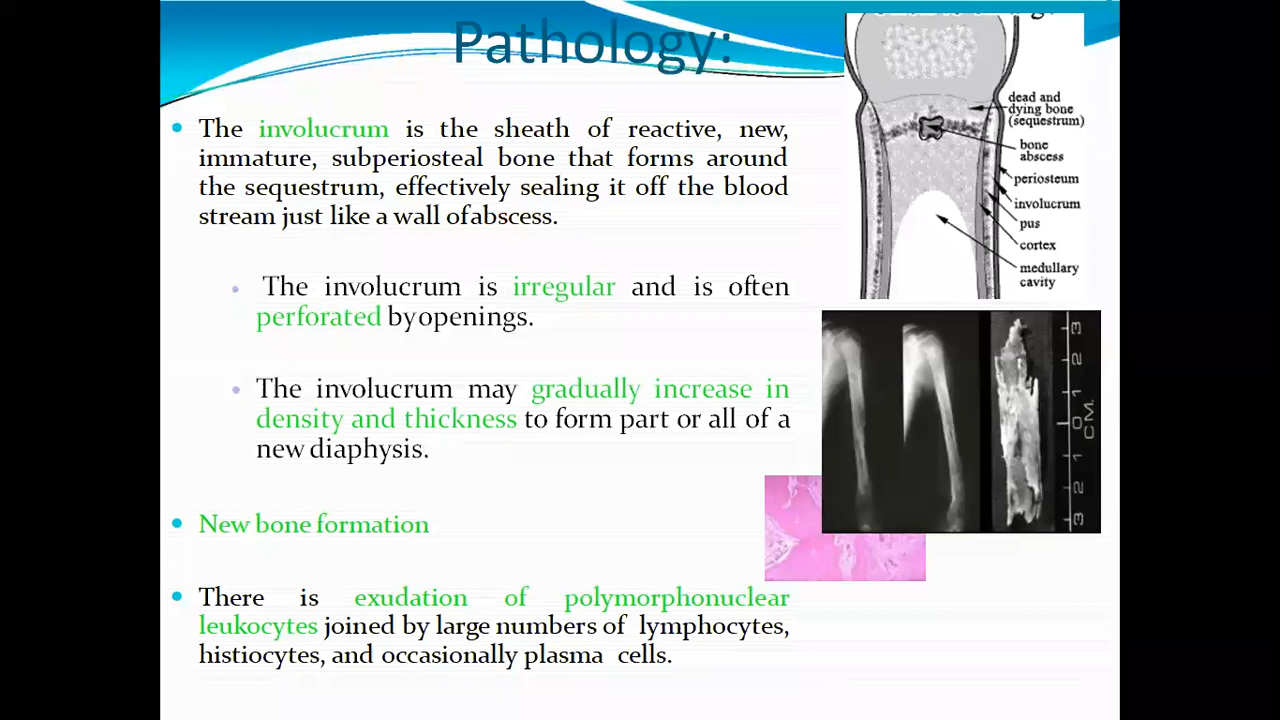 Pathology:
The involucrum is the sheath of reactive, new,
immature, subperiosteal bone that forms around
the sequestrum, effectively sealing it off the blood
stream just like a wall ofabscess.
The involucrum is irregular and is often
perforated byopenings.
The involucrum may gradually increase in
density and thickness to form part or all of a
new diaphysis.
New bone formation
There is exudation of polymorphonuclear
leukocytes joined by large numbers of lymphocytes,
histiocytes, and occasionally plasma cells.
dead and
dying bone
(sequestrum)
bone
abscess
periosteum
involucrum
pus
cortex
medullary
cavity
3
2
1
0
1
2
3
CM.